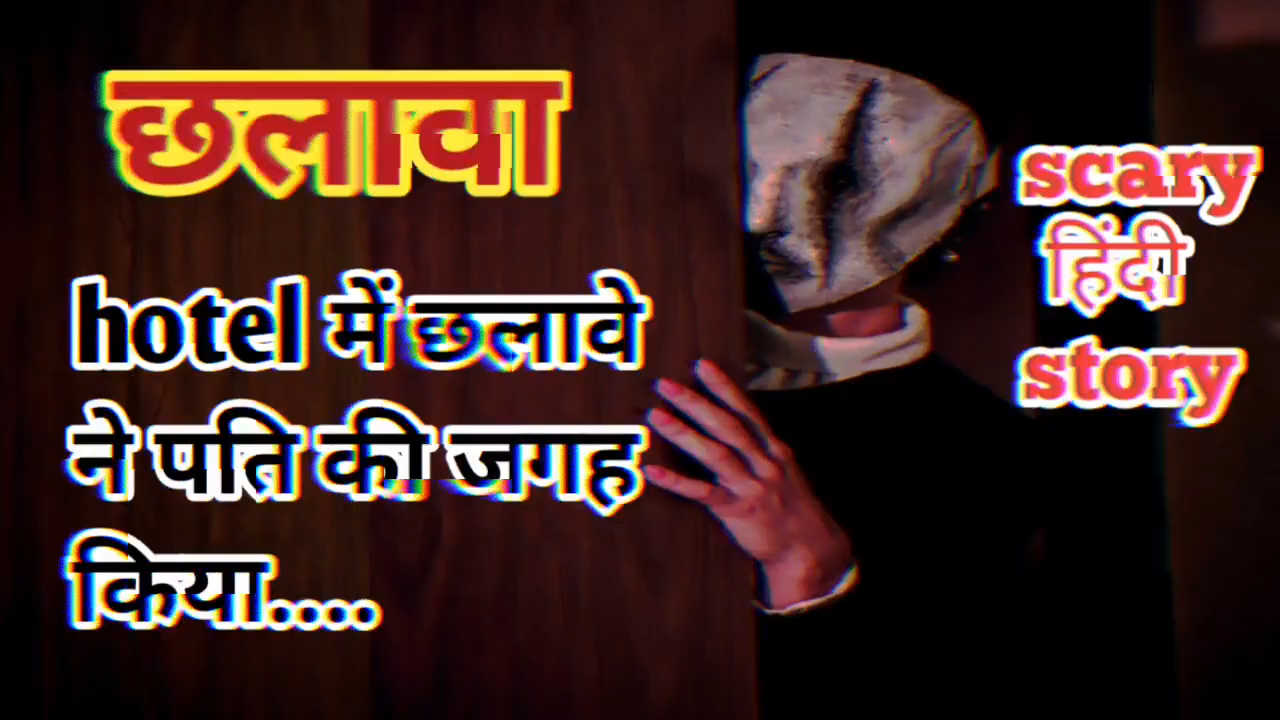 छलावा
hotel में छलावे
ने पति की जगह
किया....
scary
हिंदी
story